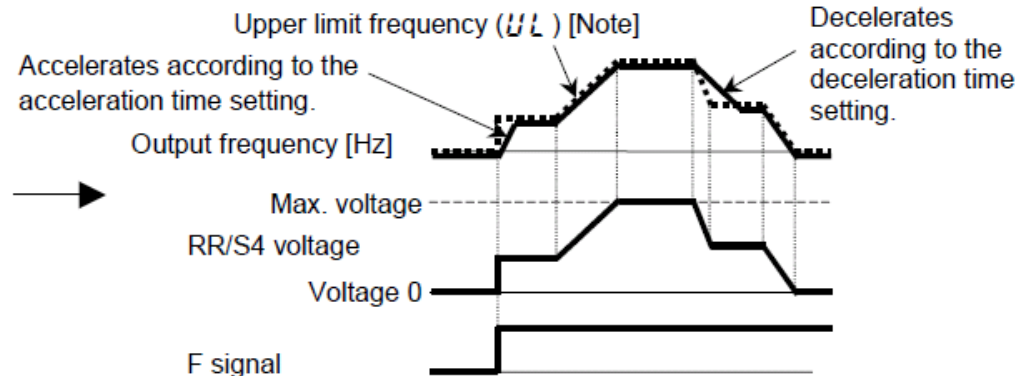 Upper limit frequency (UL ) [Note]
Decelerates
according to the
deceleration time
setting.
Accelerates according to the
acceleration time setting.
Output frequency [Hz]
Max. voltage
RR/S4 voltage
Voltage 0
F signal